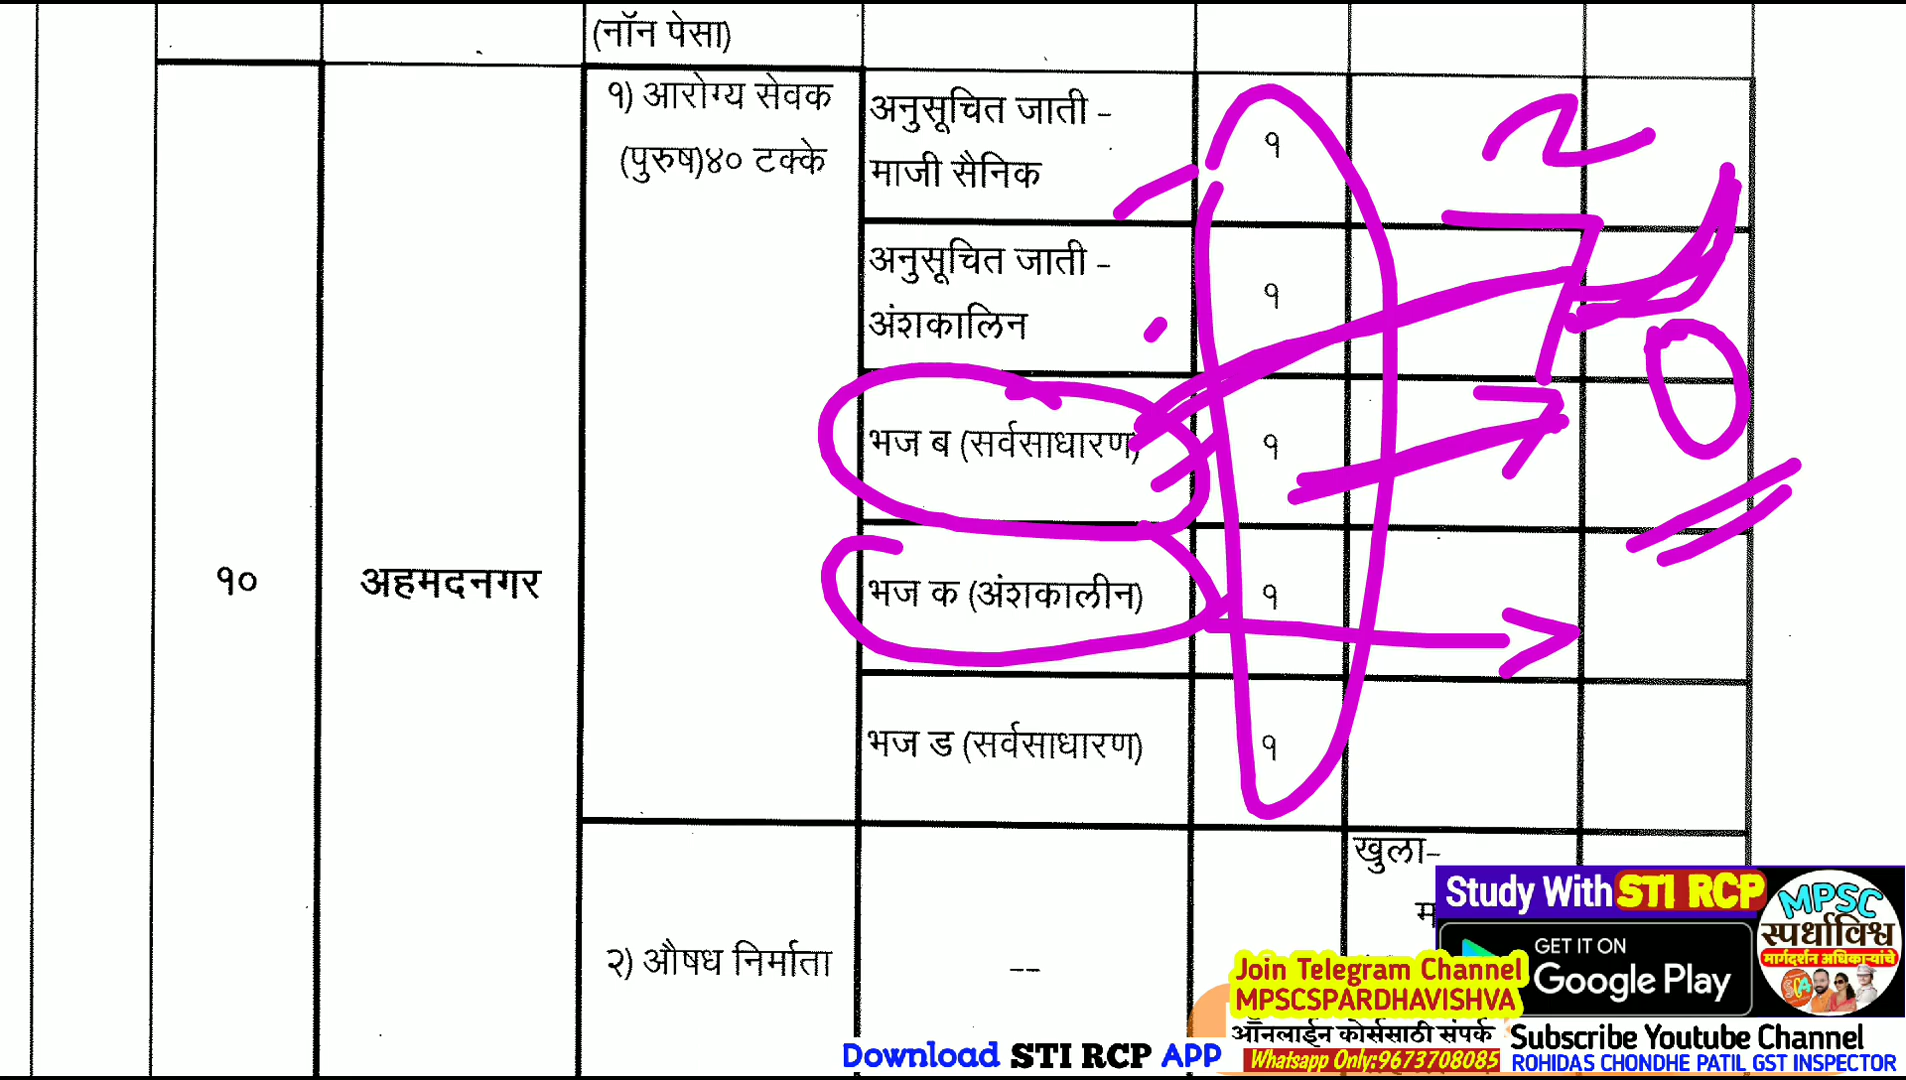 (नॉन पेसा)
१) आरोग्य सेवक
(पुरुष)४० टक्के
अनुसूचित जाती -
माजी सैनिक
१
अनुसूचित जाती -
अंशकालिन
१
भज ब (सर्वसाधारण)
१
१०
अहमदनगर
भज क (अंशकालीन)
१
भज ड (सर्वसाधारण)
१
खुला-
२) औषध निर्माता
--
Study With STI RCP
GET IT ON
Google Play
MPSC
स्पर्धाविश्व
मार्गदर्शन अधिकाऱ्यांचे
Join Telegram Channel
MPSCSPARDHAVISHVA
ऑनलाईन कोर्ससाठी संपर्क
Whatsapp Only:9673708085
Download STI RCP APP
Subscribe Youtube Channel
ROHIDAS CHONDHE PATIL GST INSPECTOR